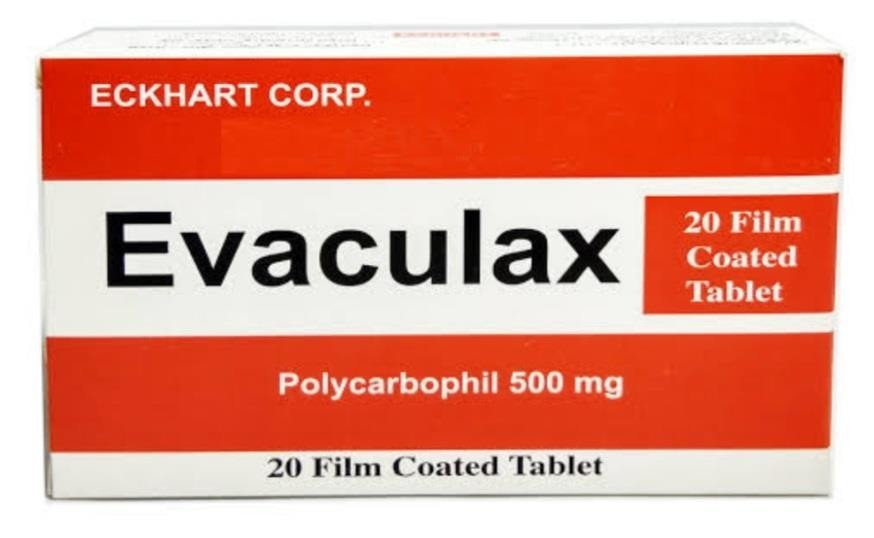 ECKHART CORP.
Evaculax
20 Film
Coated
Tablet
Polycarbophil 500 mg
20 Film Coated Tablet